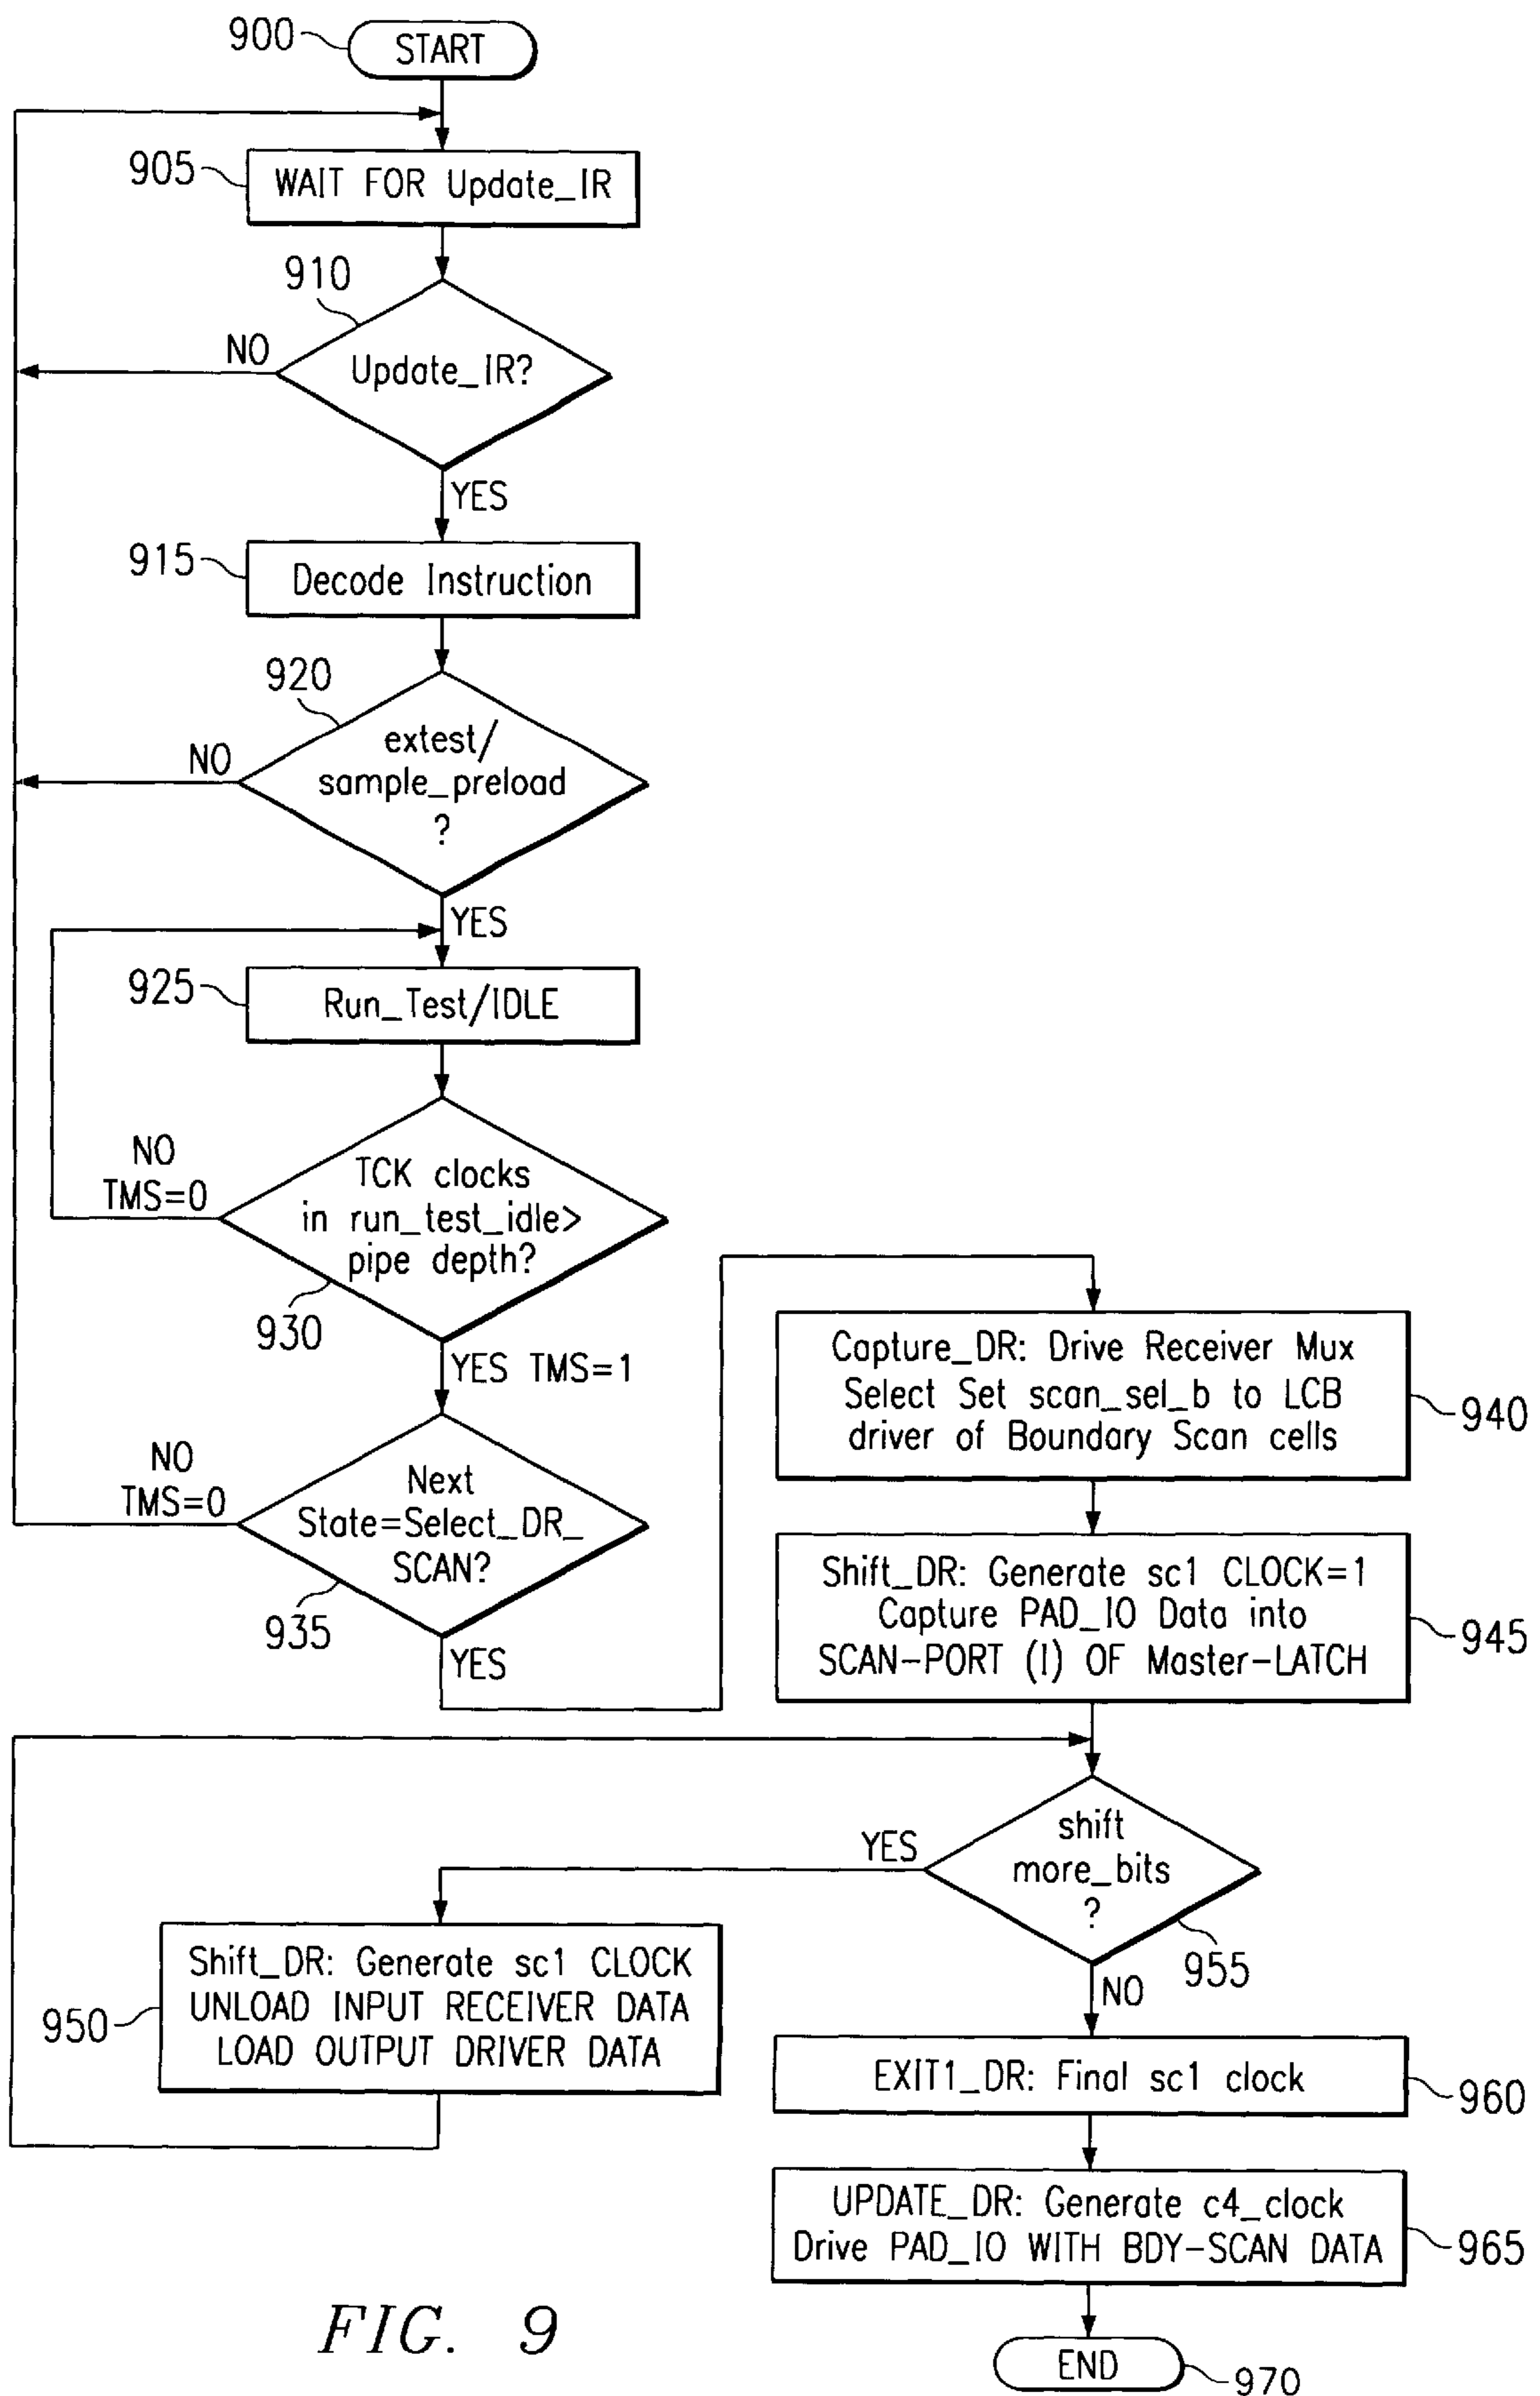 900
START
905
WAIT FOR Update_IR
910
Update_IR?
NO
YES
915
Decode Instruction
920
extest/
sample_preload
?
NO
YES
925
Run_Test/IDLE
NO
TMS=0
TCK clocks
in run_test_idle>
pipe depth?
930
YES TMS=1
NO
TMS=0
Next
State=Select_DR_
SCAN?
935
YES
Capture_DR: Drive Receiver Mux
Select Set scan_sel_b to LCB
driver of Boundary Scan cells
940
Shift_DR: Generate sc1 CLOCK=1
Capture PAD_IO Data into
SCAN-PORT (I) OF Master-LATCH
945
shift
more_bits
?
YES
955
NO
Shift_DR: Generate sc1 CLOCK
UNLOAD INPUT RECEIVER DATA
LOAD OUTPUT DRIVER DATA
950
EXIT1_DR: Final sc1 clock
960
UPDATE_DR: Generate c4_clock
Drive PAD_IO WITH BDY-SCAN DATA
965
END
970
FIG. 9